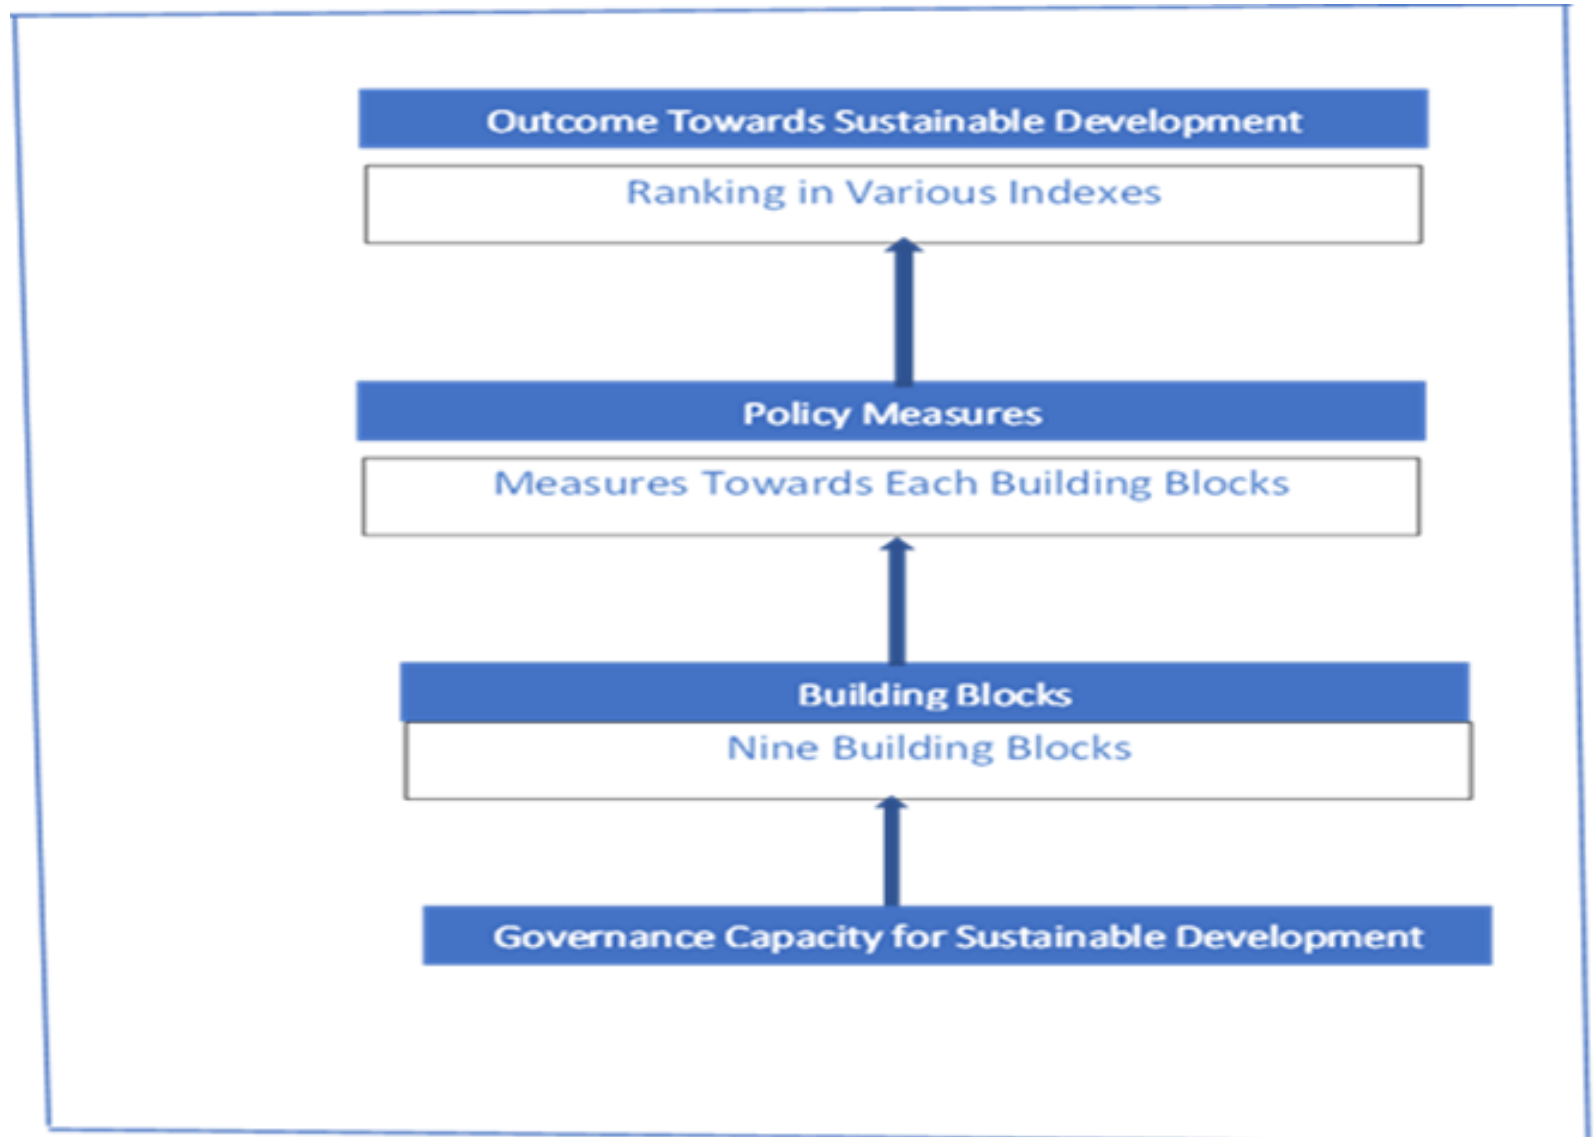 Outcome Towards Sustainable Development
Ranking in Various Indexes
Policy Measures
Measures Towards Each Building Blocks
Building Blocks
Nine Building Blocks
Governance Capacity for Sustainable Development